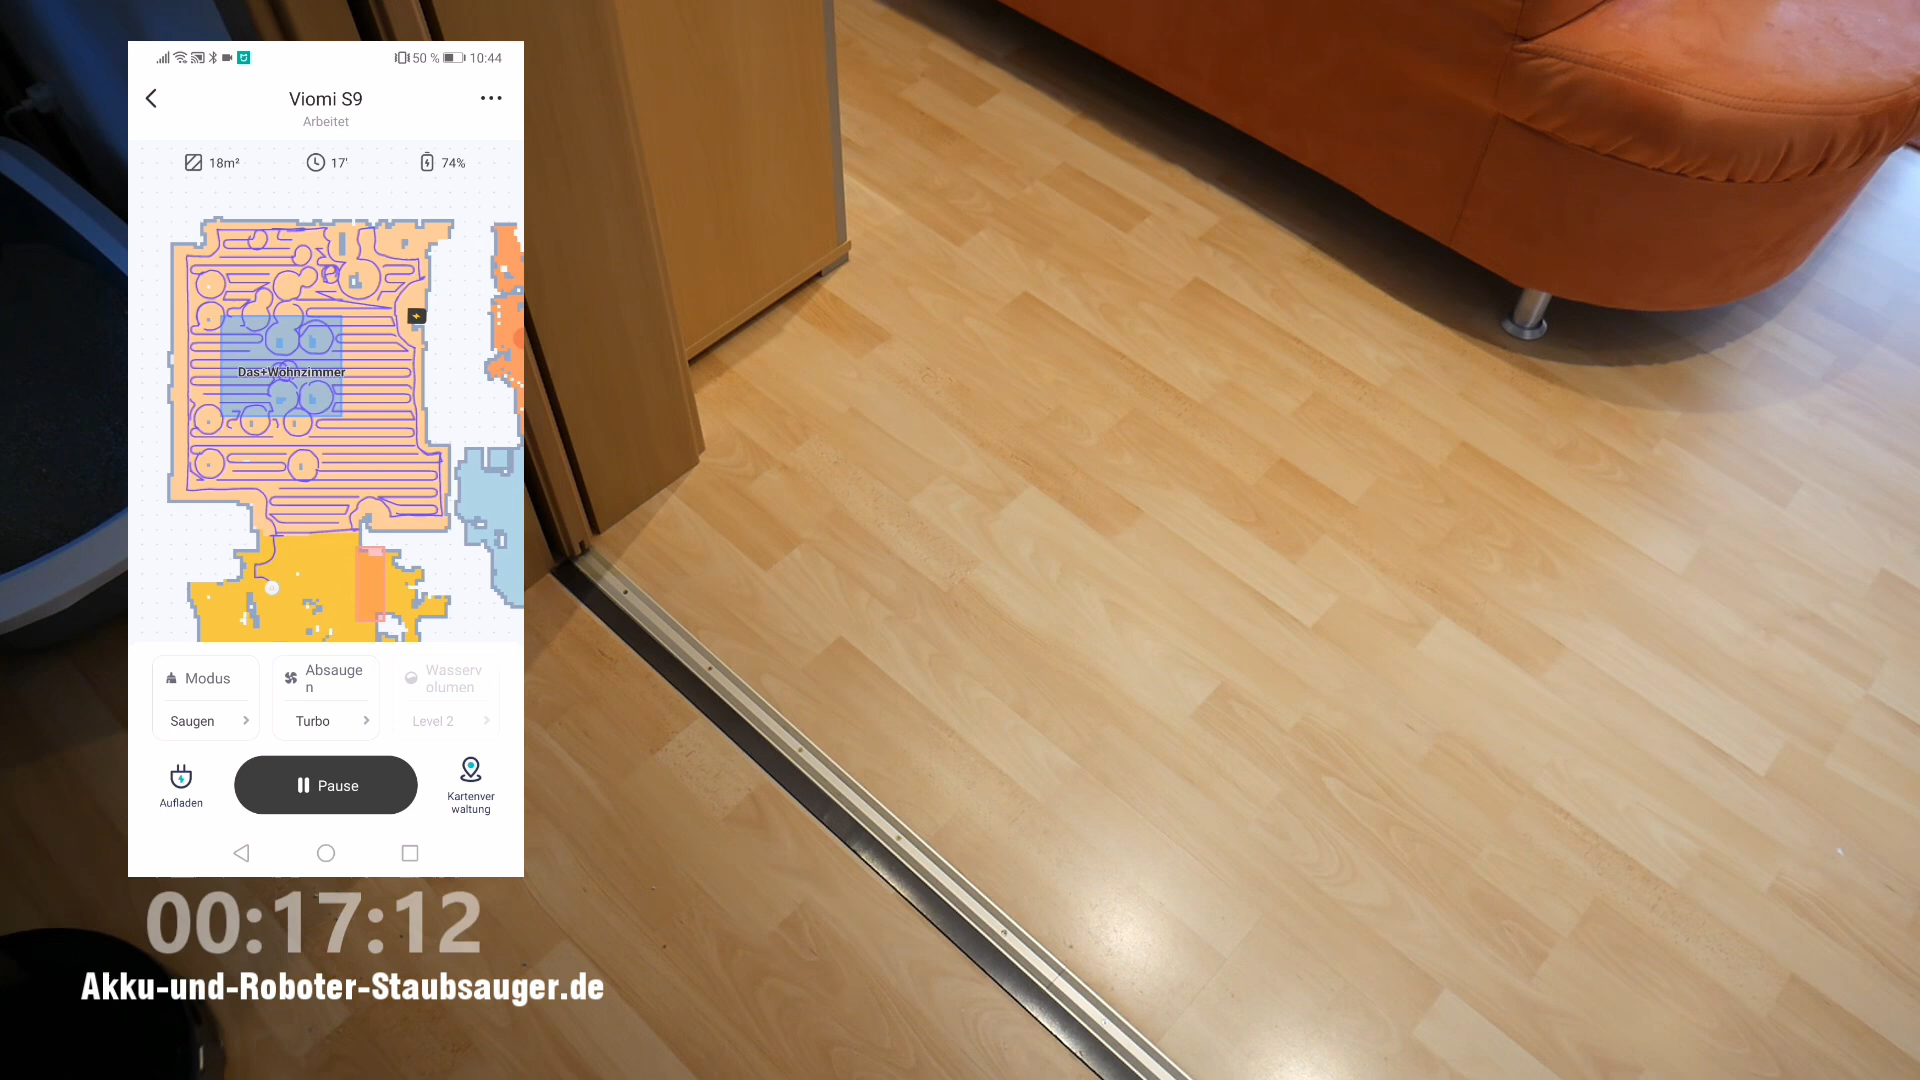 50 % 10:44
Viomi S9
Arbeitet
18m² 17' 74%
Das+Wohnzimmer
Modus
Absauge
n
Wasserv
olumen
Saugen
Turbo
Level 2
Aufladen
Pause
Kartenver
waltung
00:17:12
Akku-und-Roboter-Staubsauger.de